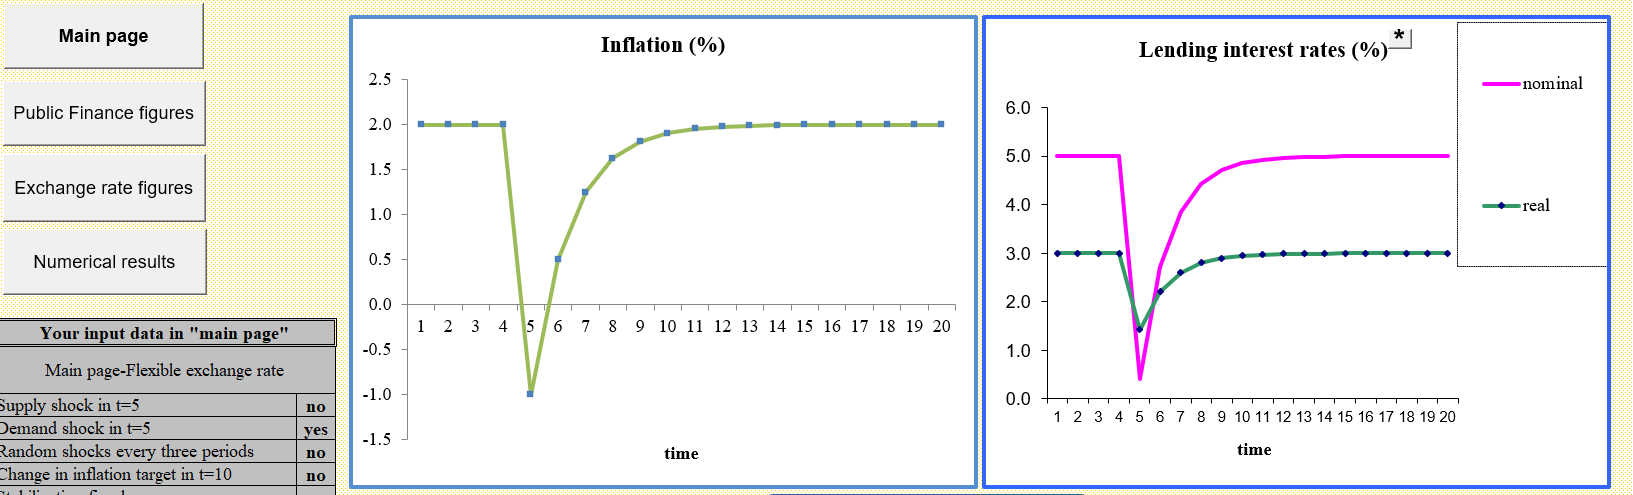 Main page
Public Finance figures
Exchange rate figures
Numerical results
Your input data in "main page"
Main page-Flexible exchange rate
Supply shock in t=5 no
Demand shock in t=5 yes
Random shocks every three periods no
Change in inflation target in t=10 no
Inflation (%)
2.5
2.0
1.5
1.0
0.5
0.0
-0.5
-1.0
-1.5
1 2 3 4 5 6 7 8 9 10 11 12 13 14 15 16 17 18 19 20
time
Lending interest rates (%)
*
nominal
real
6.0
5.0
4.0
3.0
2.0
1.0
0.0
1 2 3 4 5 6 7 8 9 10 11 12 13 14 15 16 17 18 19 20
time